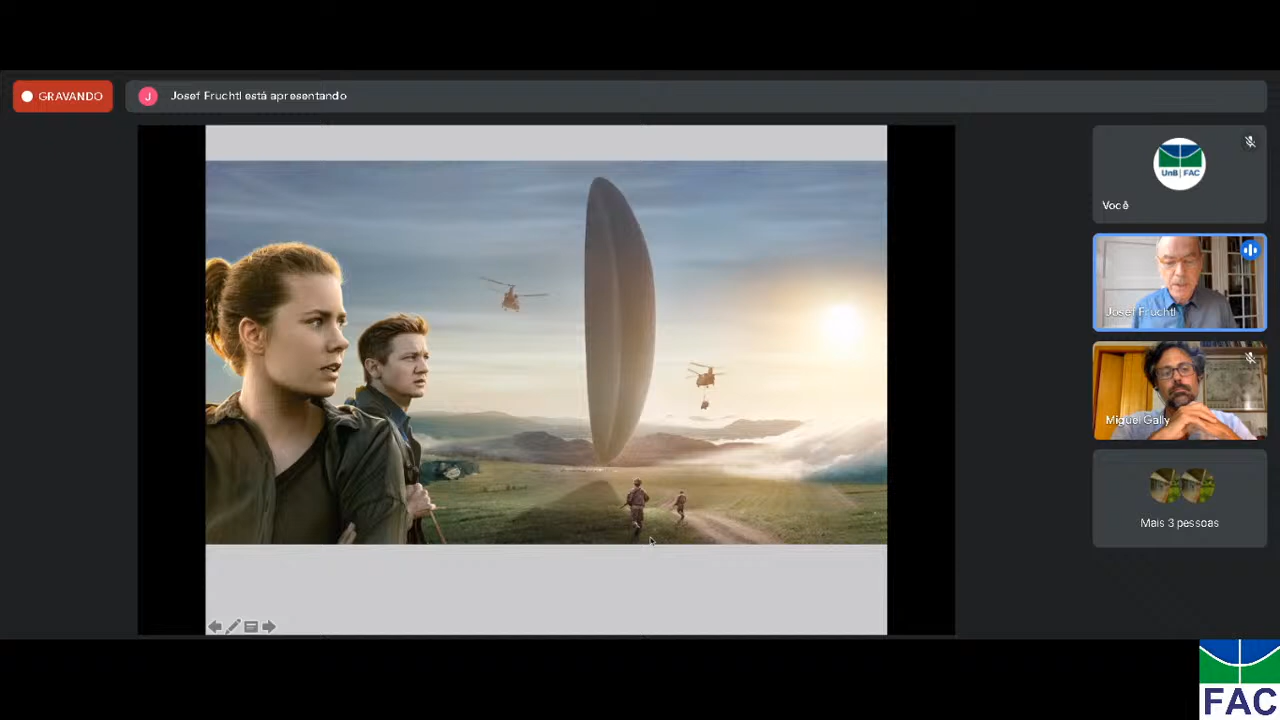 GRAVANDO
J
Josef Fruchtl está apresentando
UnB | FAC
Você
Josef Fruchtl
Miguel Gally
Mais 3 pessoas
FAC